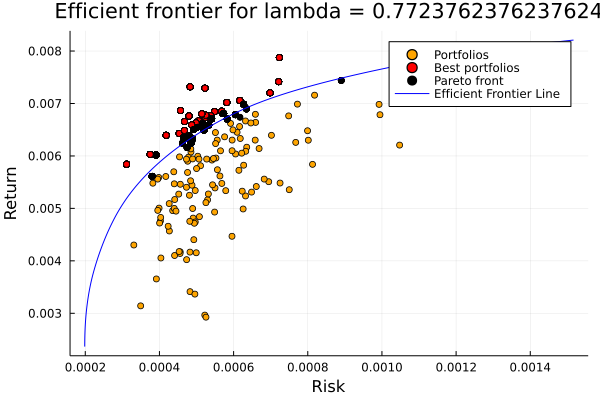 Efficient frontier for lambda = 0.7723762376237624
0.008
0.007
0.006
0.005
0.004
0.003
Return
Portfolios
Best portfolios
Pareto front
Efficient Frontier Line
0.0002 0.0004 0.0006 0.0008 0.0010 0.0012 0.0014
Risk